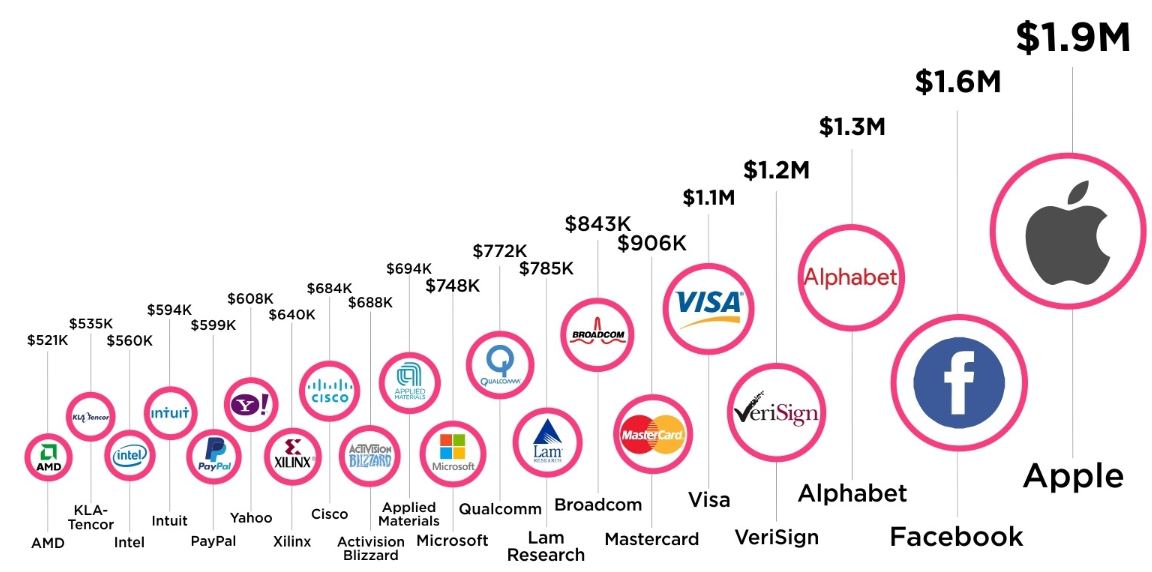 $1.9M
$1.6M
$1.3M
$1.2M
$1.1M
$843K
$906K
$772K
$785K
$694K
$748K
$684K
$688K
$608K
$640K
$594K
$599K
$535K
$521K
$560K
VISA
Alphabet
BROADCOM
QUALCOMM
APPLIED
MATERIALS
CISCO
Y!
intuit
KLA Tencor
AMD
intel
PayPal
XILINX
ACTIVISION
BLIZZARD
Microsoft
Lam
RESEARCH
MasterCard
VeriSign
f
Apple
Alphabet
Visa
Broadcom
Qualcomm
Applied
Materials
Cisco
Yahoo
Intuit
KLA-
Tencor
AMD
Intel
PayPal
Xilinx
Activision
Blizzard
Microsoft
Lam
Research
Mastercard
VeriSign
Facebook